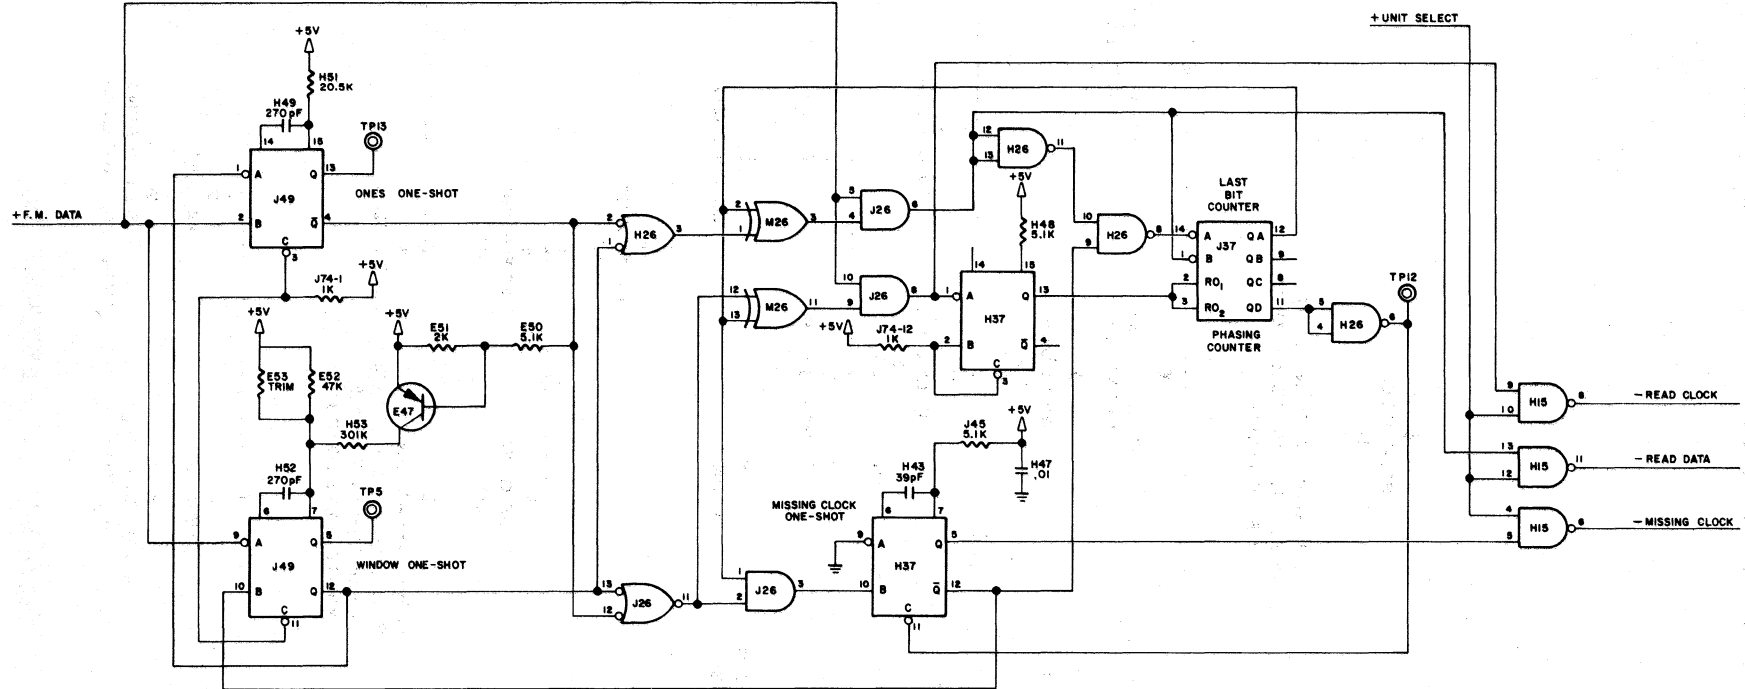 + UNIT SELECT
+5V
H51
20.5K
H49
270pF
TP13
14
15
1
A
Q
13
J49
ONES ONE-SHOT
+ F.M. DATA
2
B
Q̅
4
C
3
J74-1
1K
+5V
+5V
E53
TRIM
E52
47K
+5V
E51
2K
E50
5.1K
E47
H53
301K
H52
270pF
TP5
6
7
9
A
Q
5
J49
WINDOW ONE-SHOT
10
B
Q
12
C
11
2
1
H26
3
2
1
M26
3
5
4
J26
6
12
13
M26
11
10
9
J26
8
12
13
H26
11
+5V
H48
5.1K
14
15
1
A
Q
13
H37
+5V
J74-12
1K
2
B
Q̅
4
C
3
10
9
H26
8
LAST
BIT
COUNTER
14
A
QA
12
J37
1
B
QB
9
2
RO1
QC
8
3
RO2
QD
11
PHASING
COUNTER
5
4
H26
6
TP12
13
12
J26
11
1
2
J26
3
MISSING CLOCK
ONE-SHOT
J45
5.1K
+5V
H47
.01
H43
39pF
6
7
9
A
Q
5
H37
10
B
Q̅
12
C
11
9
10
H15
8
- READ CLOCK
13
12
H15
11
- READ DATA
4
5
H15
6
- MISSING CLOCK